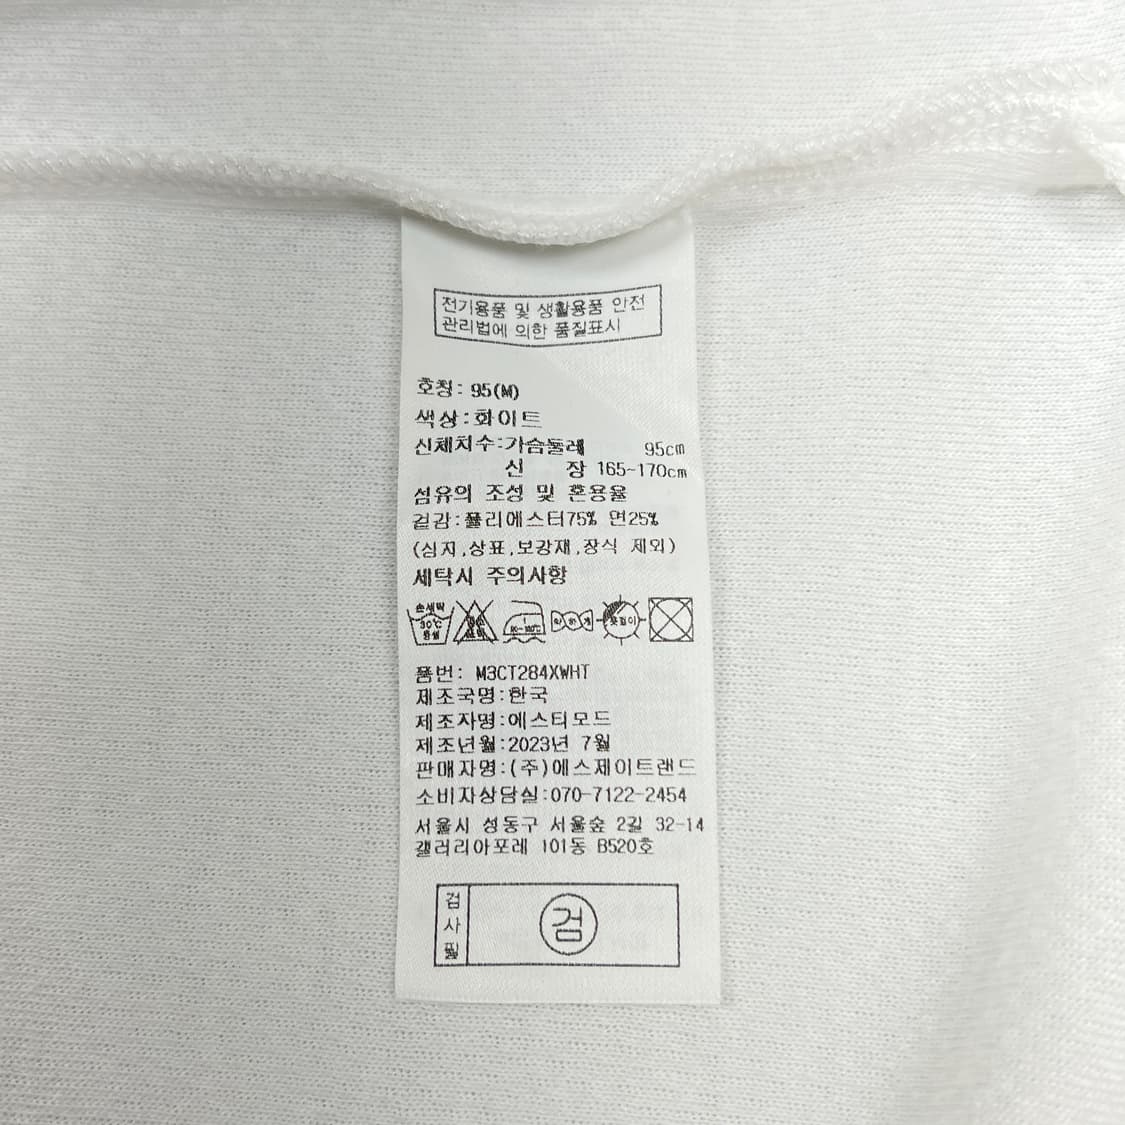 전기용품 및 생활용품 안전
관리법에 의한 품질표시
호칭: 95(M)
색상:화이트
신체치수:가슴둘레 95cm
신 장 165~170cm
섬유의 조성 및 혼용율
겉감:폴리에스터75% 면25%
(심지,상표,보강재,장식 제외)
세탁시 주의사항
손세탁
30℃
중성
약하게
옷걸이
품번: M3CT284XWHT
제조국명:한국
제조자명:에스티모드
제조년월:2023년 7월
판매자명:(주)에스제이트랜드
소비자상담실:070-7122-2454
서울시 성동구 서울숲 2길 32-14
갤러리아포레 101동 B520호
검사필
검